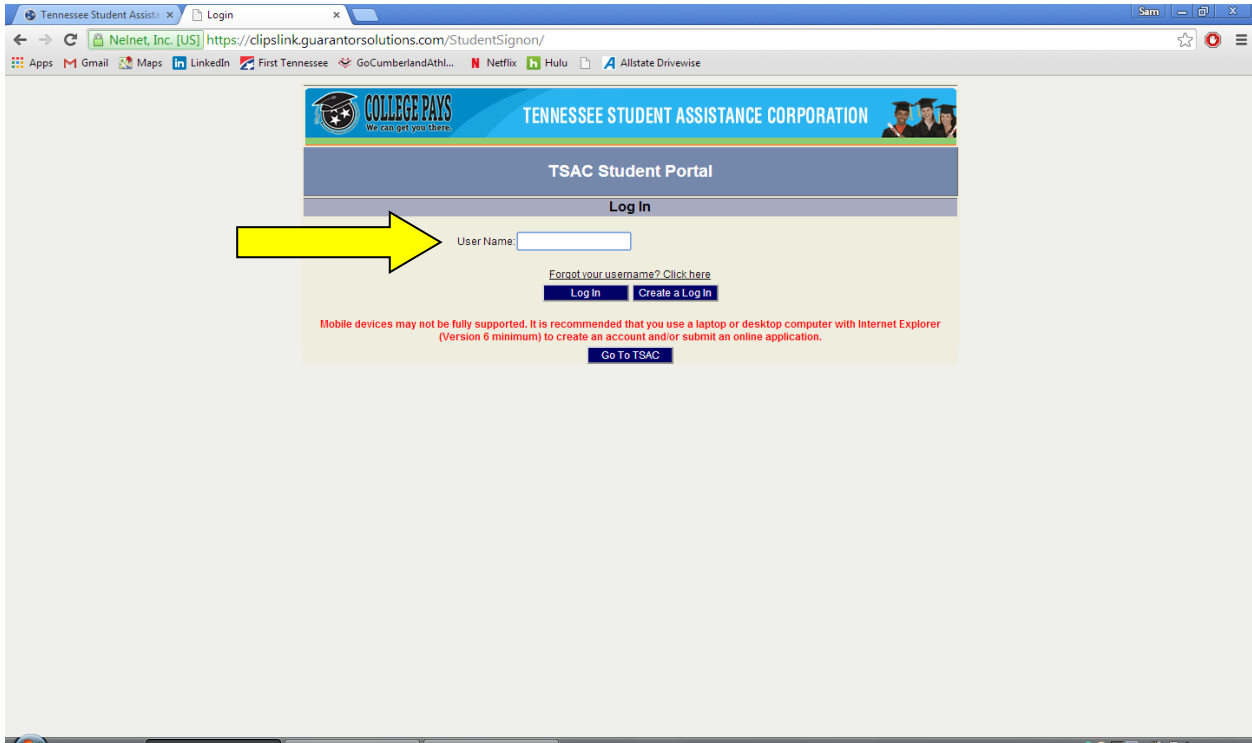 Tennessee Student Assista
Login
Sam
Nelnet, Inc. [US] https://clipslink.guarantorsolutions.com/StudentSignon/
Apps Gmail Maps LinkedIn First Tennessee GoCumberlandAthl... Netflix Hulu Allstate Drivewise
COLLEGE PAYS
We can get you there.
TENNESSEE STUDENT ASSISTANCE CORPORATION
TSAC Student Portal
Log In
User Name:
Forgot your username? Click here
Log In Create a Log In
Mobile devices may not be fully supported. It is recommended that you use a laptop or desktop computer with Internet Explorer
(Version 6 minimum) to create an account and/or submit an online application.
Go To TSAC